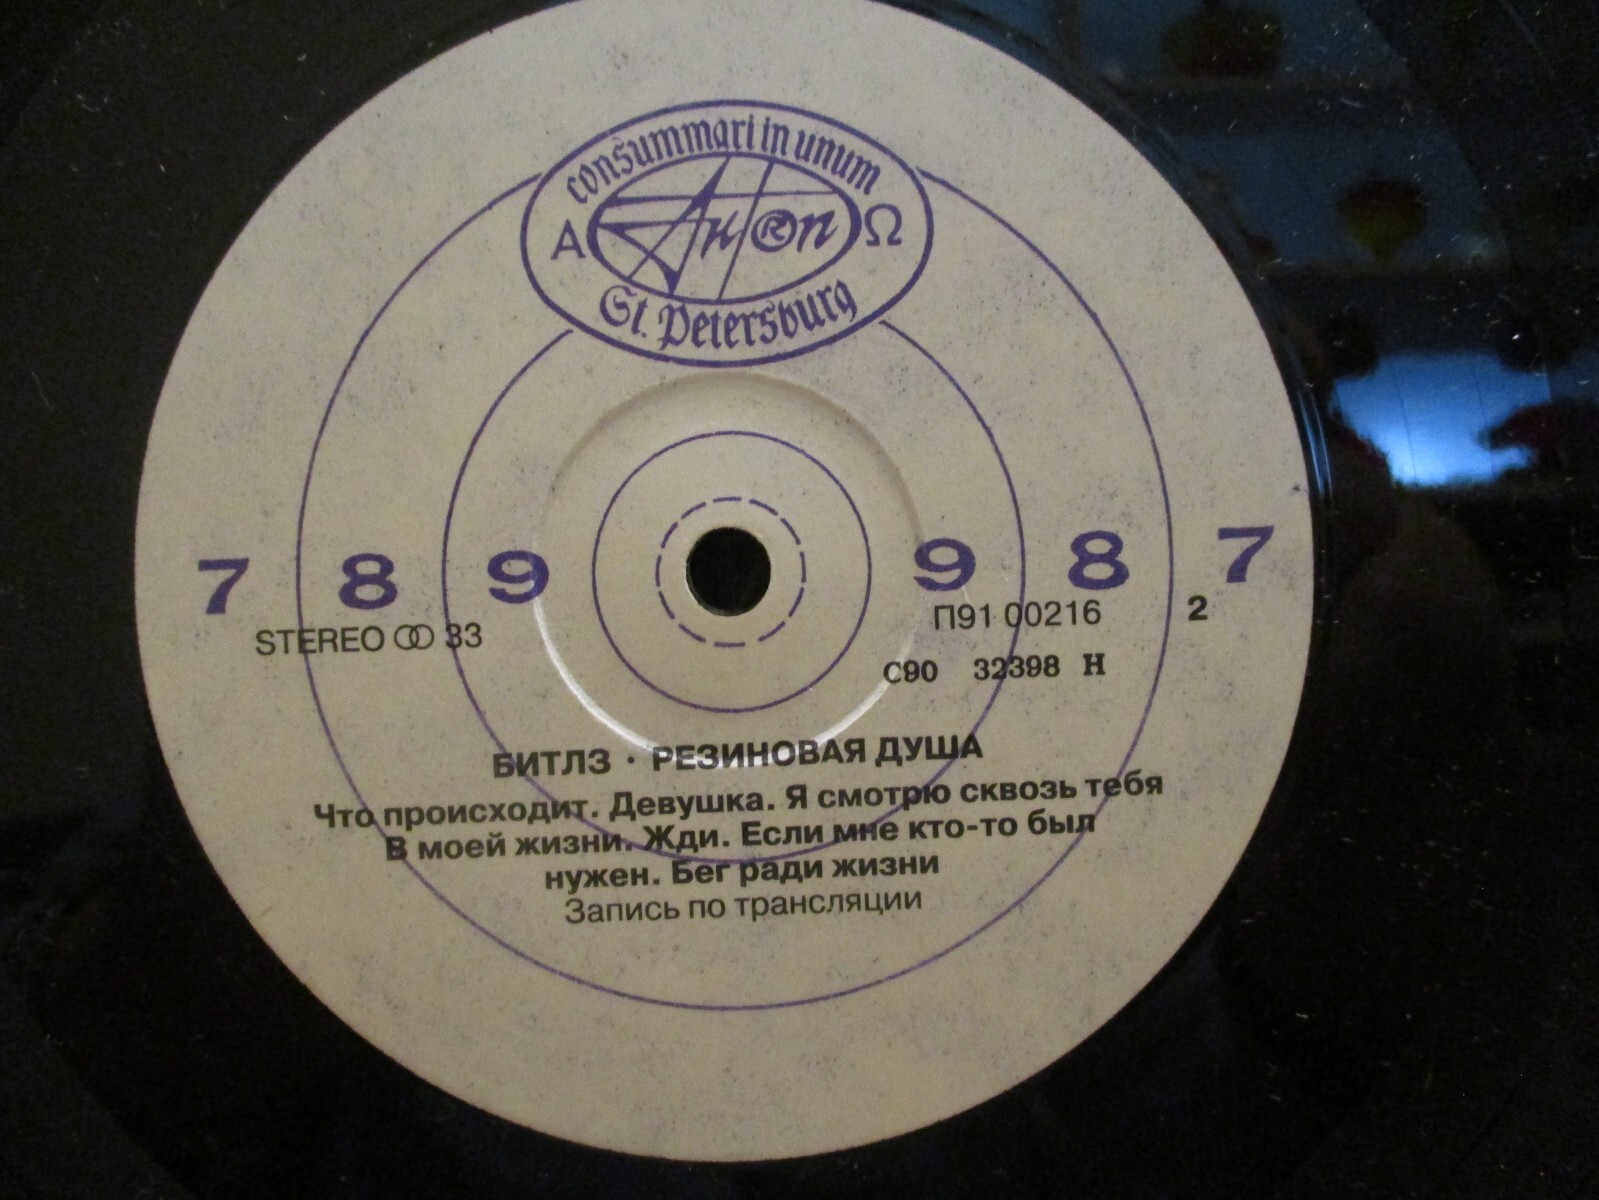 consummari in unum
А Ан®оп Ω
St. Petersburg
7 8 9 9 8 7
STEREO 33 П91 00216 2
С90 32398 Н
БИТЛЗ · РЕЗИНОВАЯ ДУША
Что происходит. Девушка. Я смотрю сквозь тебя
В моей жизни. Жди. Если мне кто-то был
нужен. Бег ради жизни
Запись по трансляции